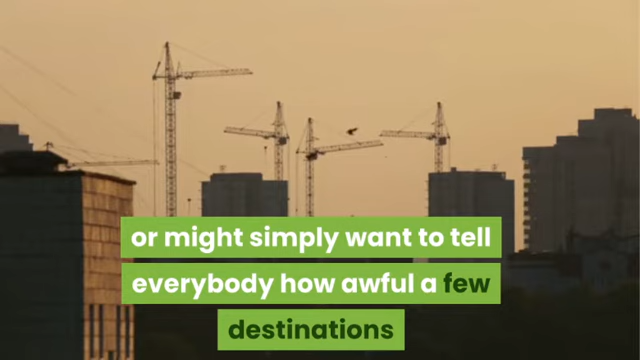 or might simply want to tell
everybody how awful a few
destinations